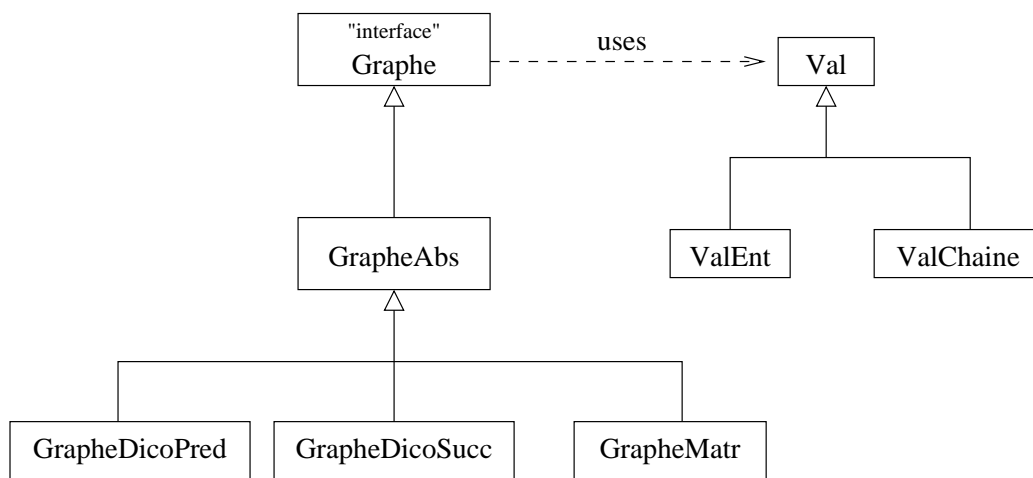 "interface"
Graphe
uses
Val
GrapheAbs
ValEnt
ValChaine
GrapheDicoPred
GrapheDicoSucc
GrapheMatr